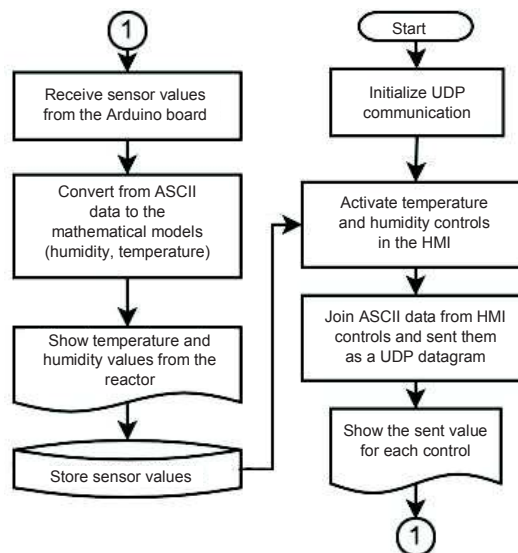 1
Receive sensor values
from the Arduino board
Convert from ASCII
data to the
mathematical models
(humidity, temperature)
Show temperature and
humidity values from the
reactor
Store sensor values
Start
Initialize UDP
communication
Activate temperature
and humidity controls
in the HMI
Join ASCII data from HMI
controls and sent them
as a UDP datagram
Show the sent value
for each control
1